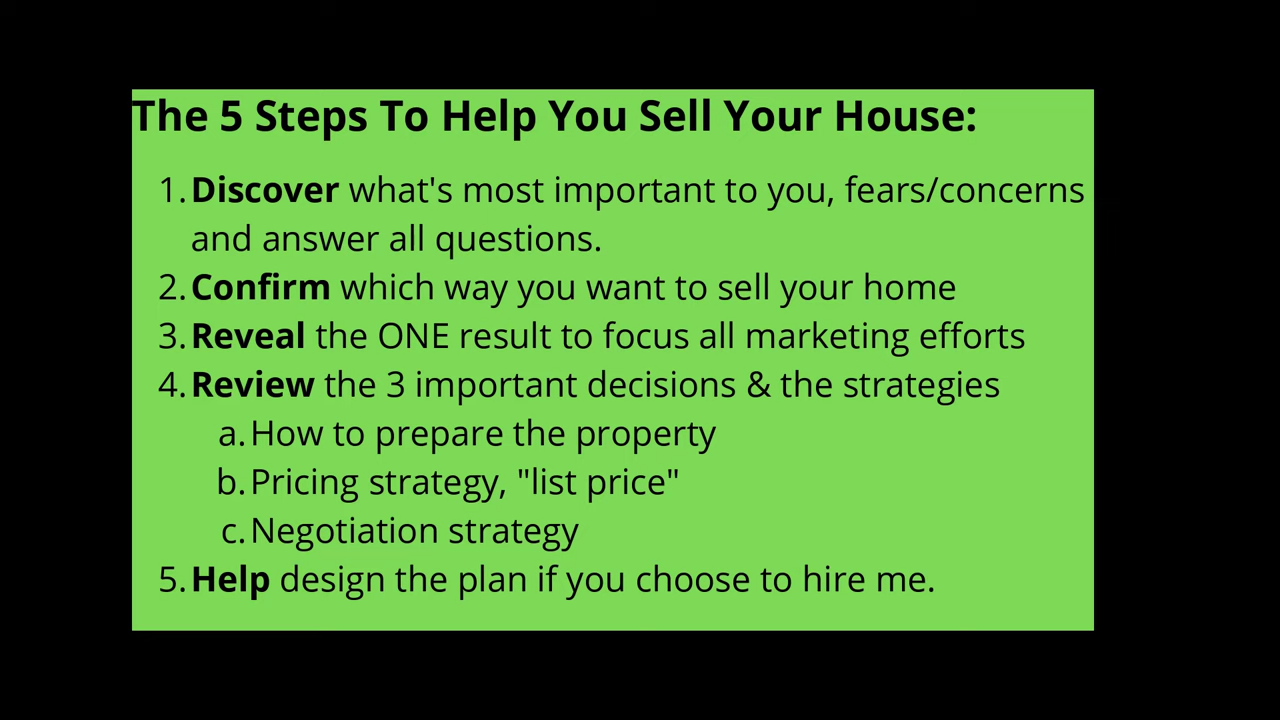 The 5 Steps To Help You Sell Your House:
1. Discover what's most important to you, fears/concerns
and answer all questions.
2. Confirm which way you want to sell your home
3. Reveal the ONE result to focus all marketing efforts
4. Review the 3 important decisions & the strategies
a. How to prepare the property
b. Pricing strategy, "list price"
c. Negotiation strategy
5. Help design the plan if you choose to hire me.